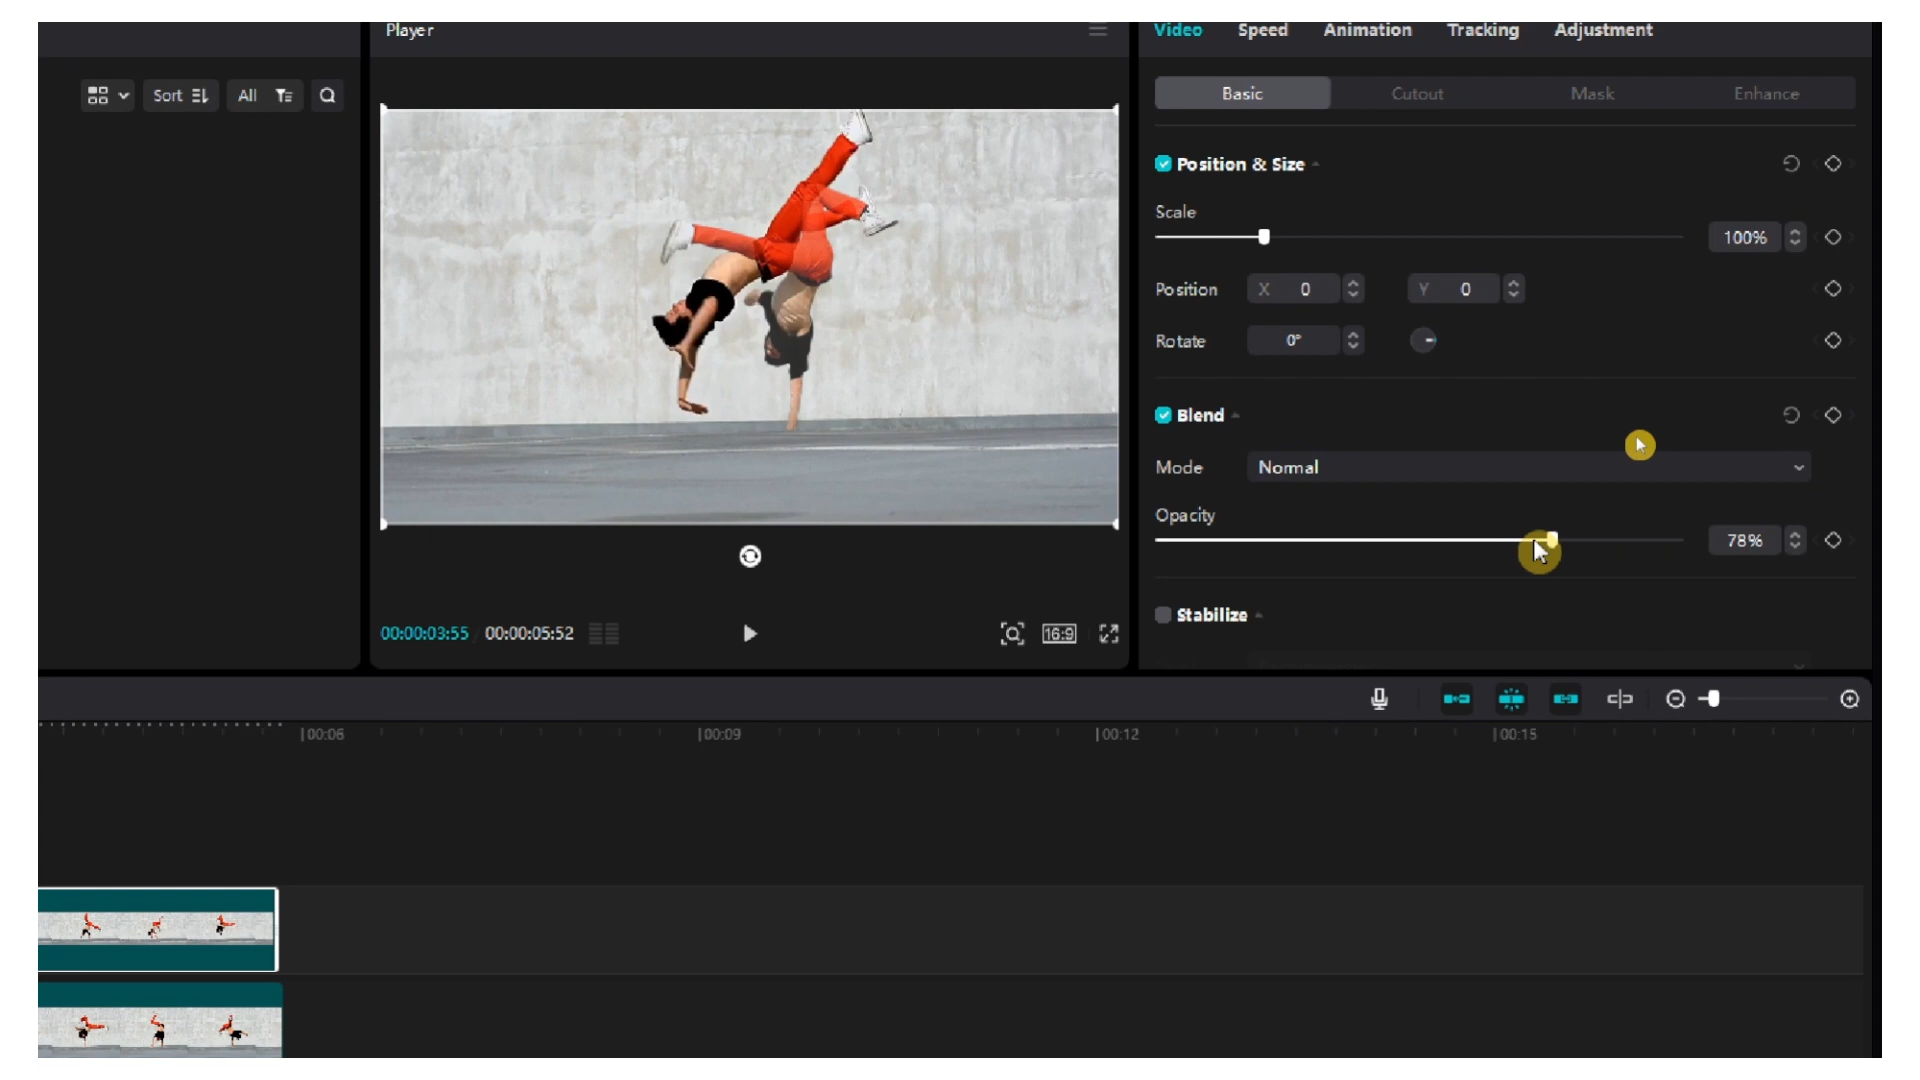 Player
Video Speed Animation Tracking Adjustment
Sort All
Basic Cutout Mask Enhance
Position & Size
Scale
100%
Position X 0 Y 0
Rotate 0°
Blend
Mode Normal
Opacity
78%
Stabilize
00:00:03:55 00:00:05:52
16:9
00:06 00:09 00:12 00:15